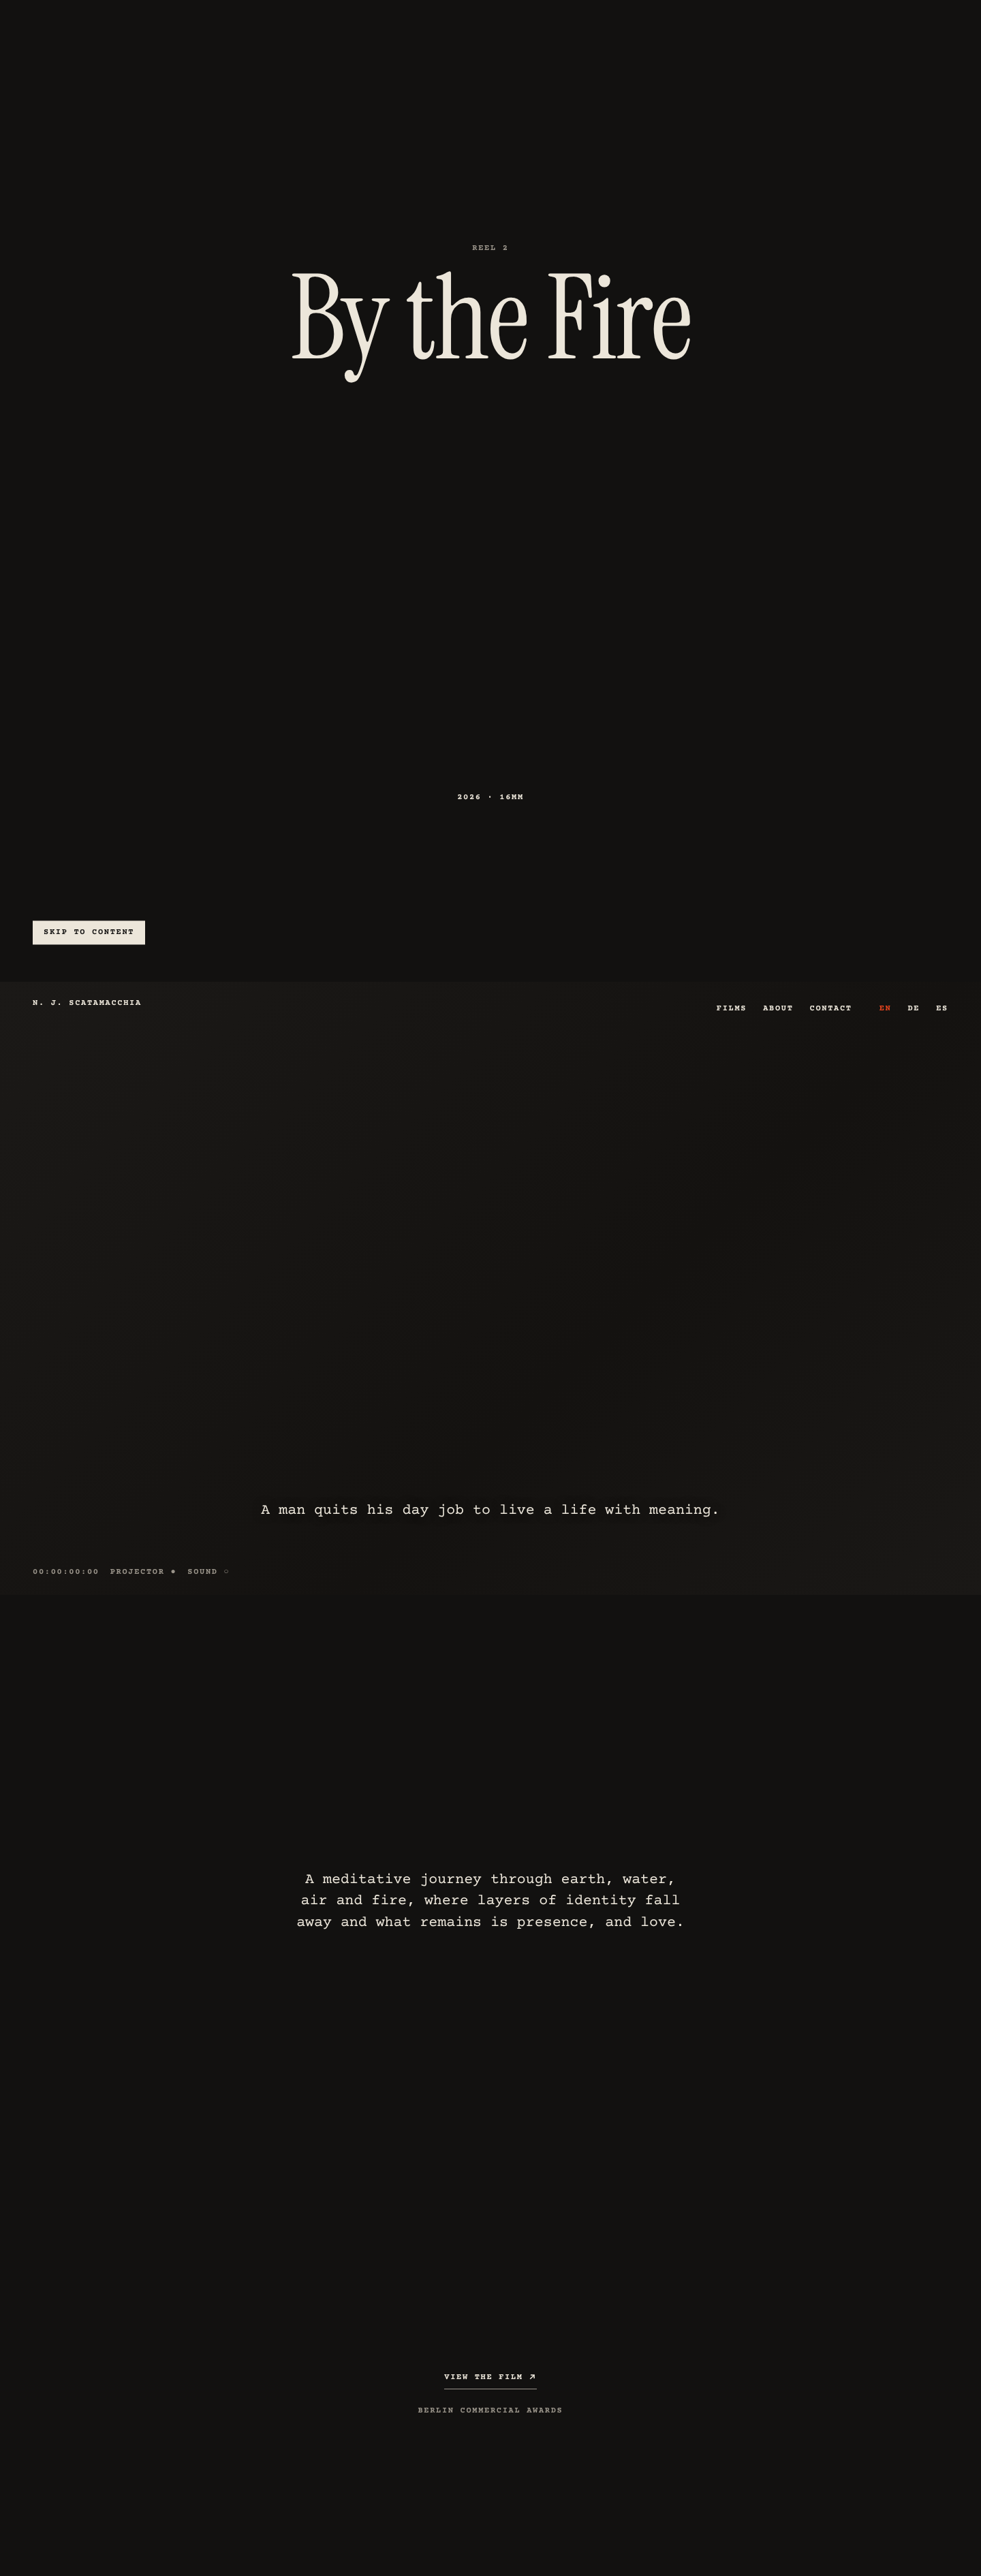 REEL 2
By the Fire
2026 · 16MM
SKIP TO CONTENT
N. J. SCATAMACCHIA
FILMS ABOUT CONTACT EN DE ES
A man quits his day job to live a life with meaning.
00:00:00:00 PROJECTOR ● SOUND ○
A meditative journey through earth, water,
air and fire, where layers of identity fall
away and what remains is presence, and love.
VIEW THE FILM ↗
BERLIN COMMERCIAL AWARDS